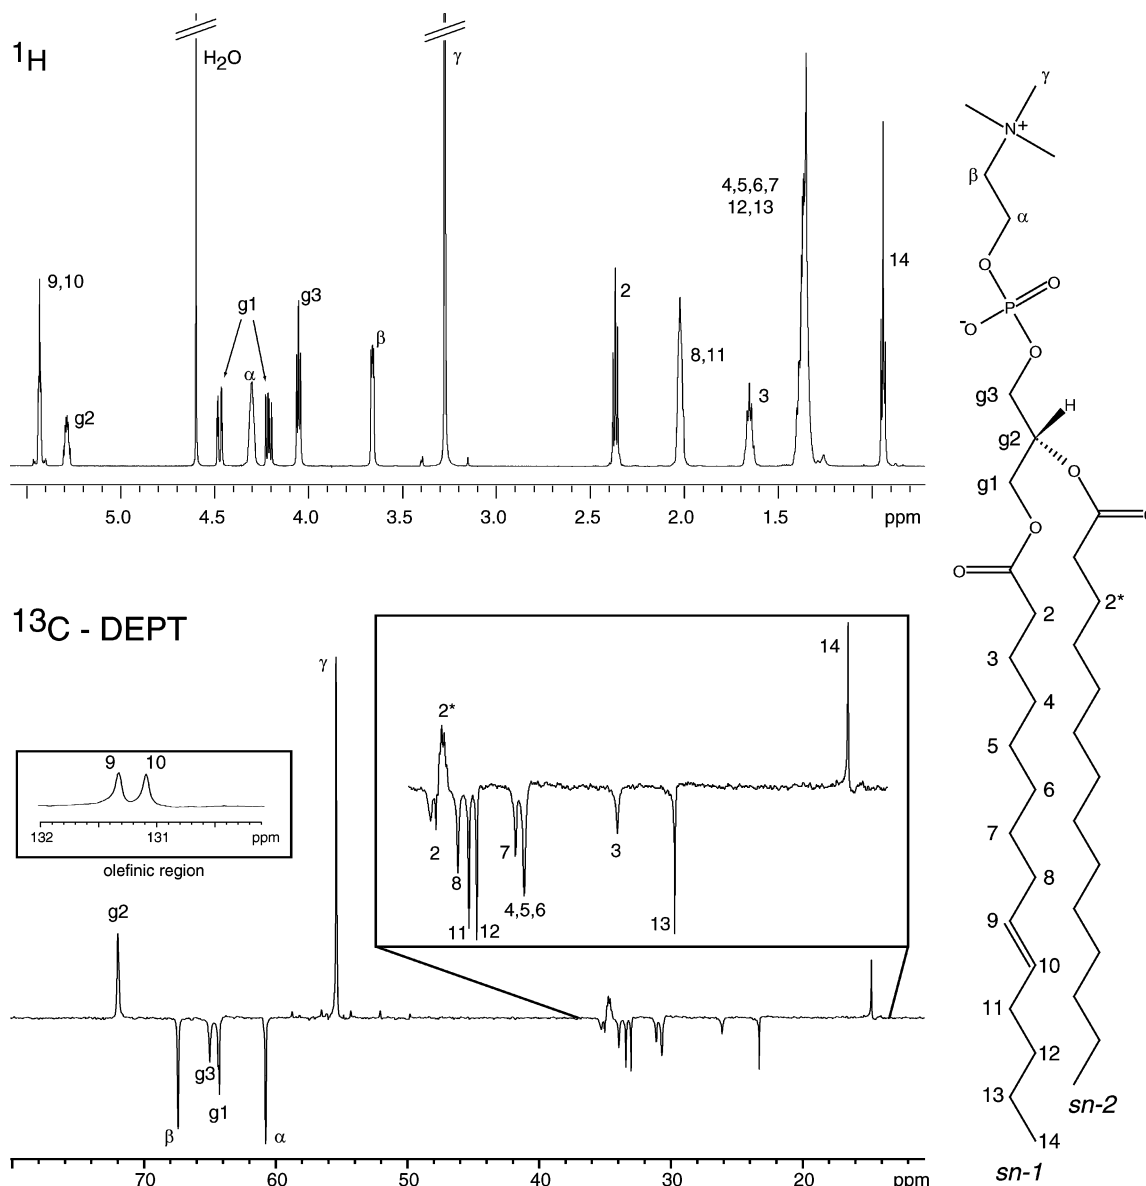 ¹H
H₂O
γ
9,10
g2
g1
α
g3
β
2
8,11
3
4,5,6,7
12,13
14
5.0 4.5 4.0 3.5 3.0 2.5 2.0 1.5 ppm
¹³C - DEPT
γ
9 10
132 131 ppm
olefinic region
g2
β
g3
g1
α
2*
2
8
11
12
7
4,5,6
3
13
14
70 60 50 40 30 20 ppm
γ
N+
β
α
O
O
P
-O
O
g3
H
g2
O
g1
O
O
O
2*
2
3
4
5
6
7
8
9
10
11
12
13
14
sn-2
sn-1